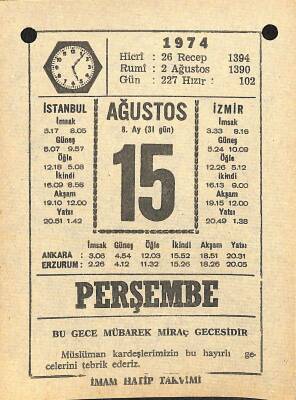 1974
Hicrî : 26 Recep 1394
Rumî : 2 Ağustos 1390
Gün : 227 Hızır : 102
İSTANBUL
İmsak
3.17 8.05
Güneş
5.07 9.57
Öğle
12.18 5.08
İkindi
16.09 8.58
Akşam
19.10 12.00
Yatsı
20.51 1.42
AĞUSTOS
8. Ay (31 gün)
15
İZMİR
İmsak
3.33 8.16
Güneş
5.24 10.09
Öğle
12.26 5.12
İkindi
16.13 9.00
Akşam
19.15 12.00
Yatsı
20.49 1.38
İmsak Güneş Öğle İkindi Akşam Yatsı
ANKARA : 3.06 4.54 12.03 15.52 18.51 20.31
ERZURUM : 2.26 4.12 11.32 15.26 18.26 20.05
PERŞEMBE
BU GECE MÜBAREK MİRAÇ GECESİDİR
Müslüman kardeşlerimizin bu hayırlı ge-
celerini tebrik ederiz.
İMAM HATİP TAKVİMİ